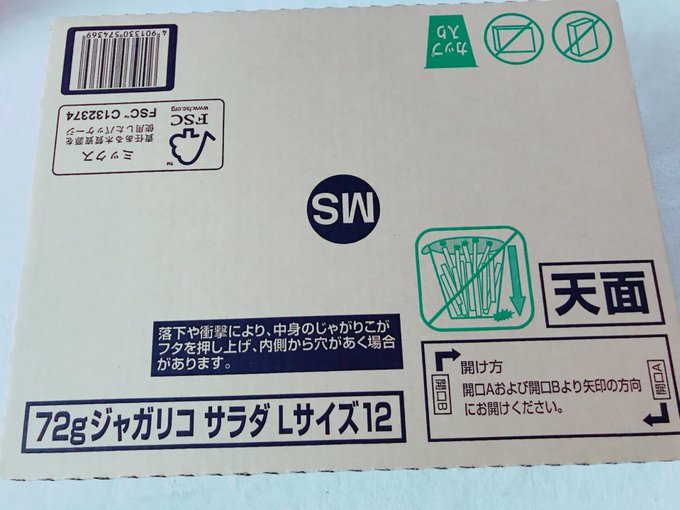 4901330574369
カップ
入り
FSC
www.fsc.org
ミックス
責任ある木質資源を
使用したパッケージ
FSC™ C132374
MS
天面
落下や衝撃により、中身のじゃがりこが
フタを押し上げ、内側から穴があく場合
があります。
開け方
開口Aおよび開口Bより矢印の方向
にお開けください。
開口B
開口A
72gジャガリコ サラダ Lサイズ12